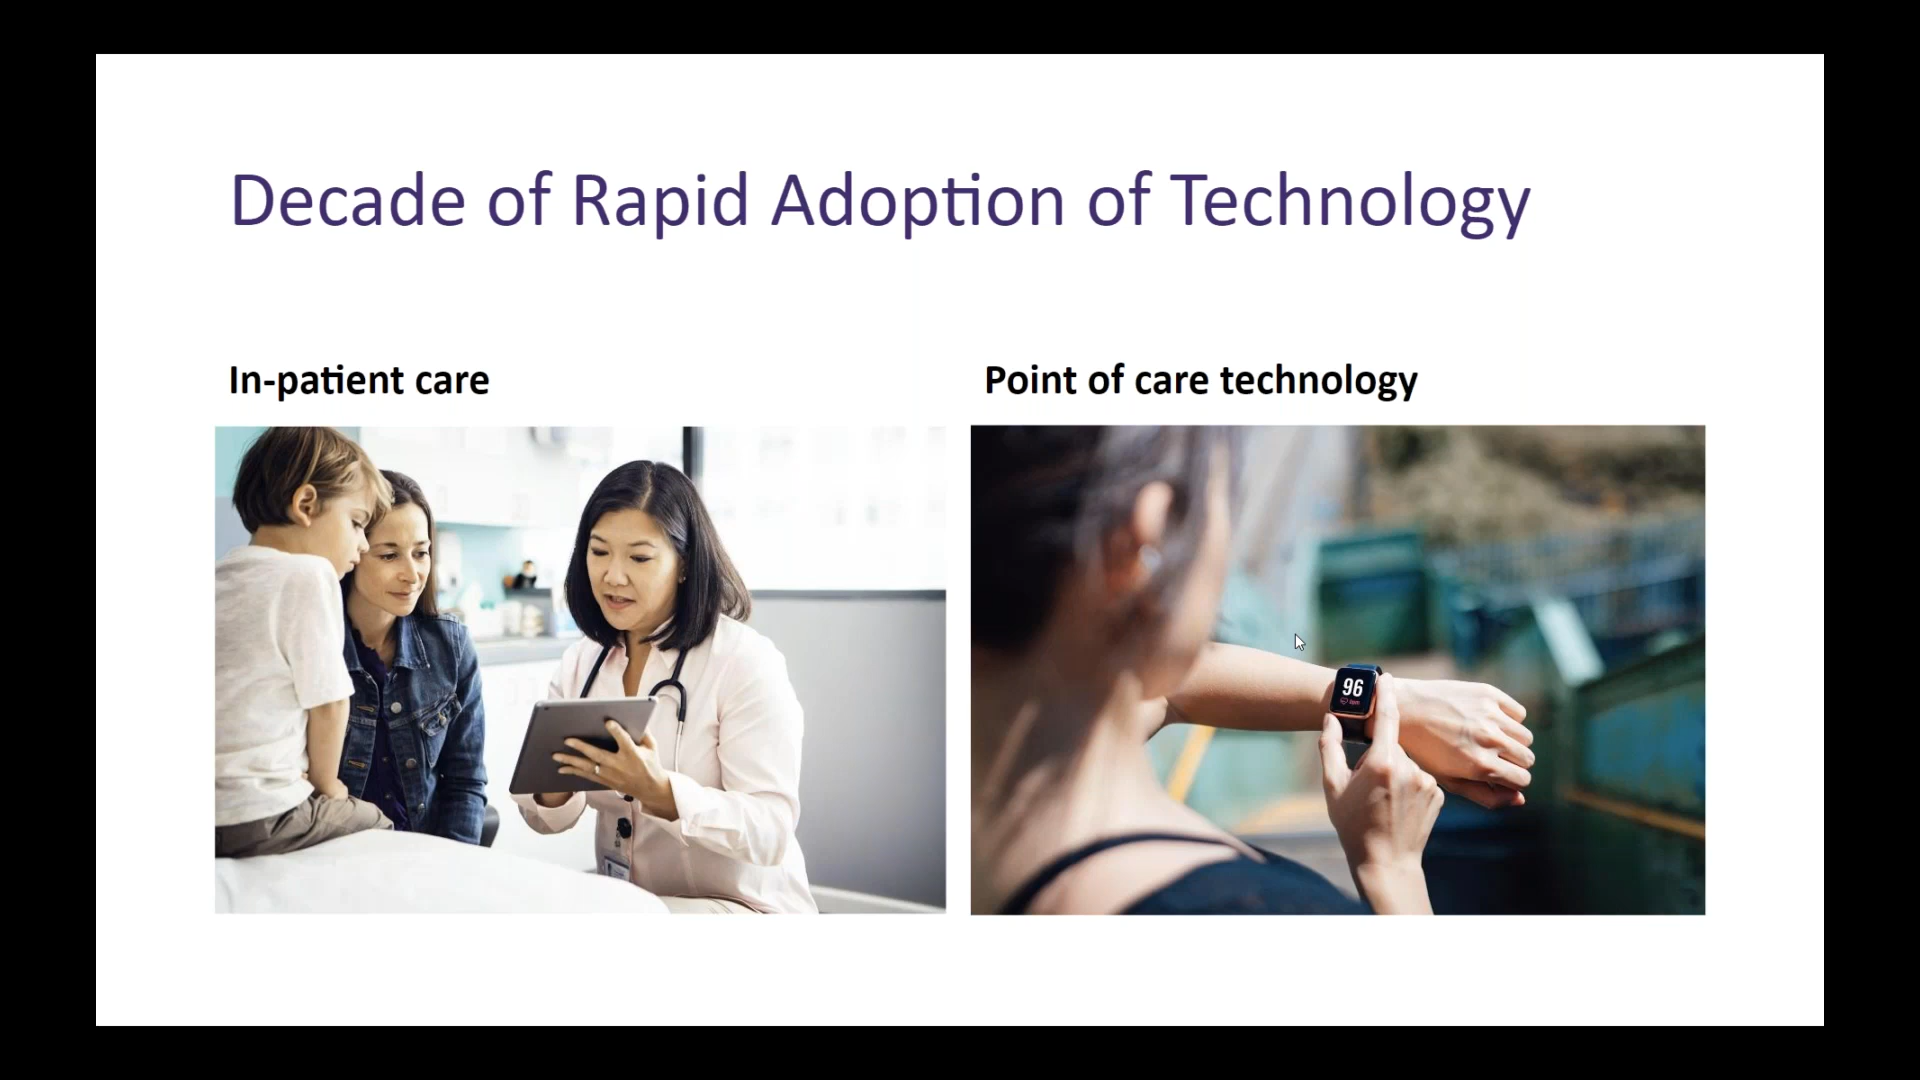 Decade of Rapid Adoption of Technology
In-patient care
Point of care technology
96